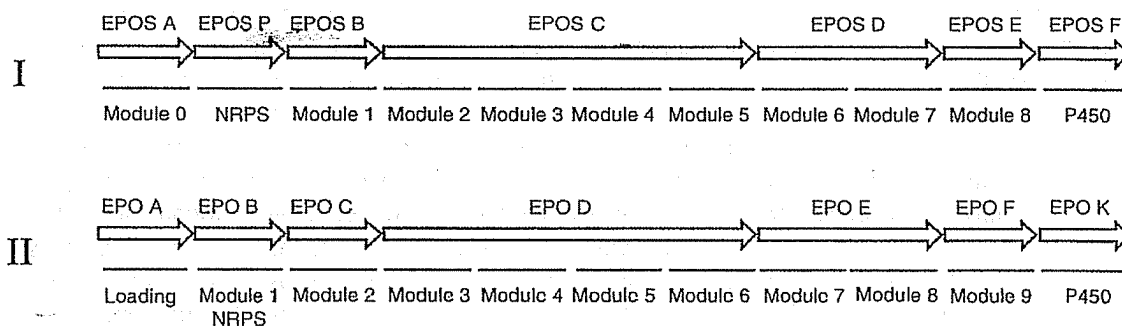 EPOS A EPOS P EPOS B EPOS C EPOS D EPOS E EPOS F
I
Module 0 NRPS Module 1 Module 2 Module 3 Module 4 Module 5 Module 6 Module 7 Module 8 P450
EPO A EPO B EPO C EPO D EPO E EPO F EPO K
II
Loading Module 1 Module 2 Module 3 Module 4 Module 5 Module 6 Module 7 Module 8 Module 9 P450
NRPS